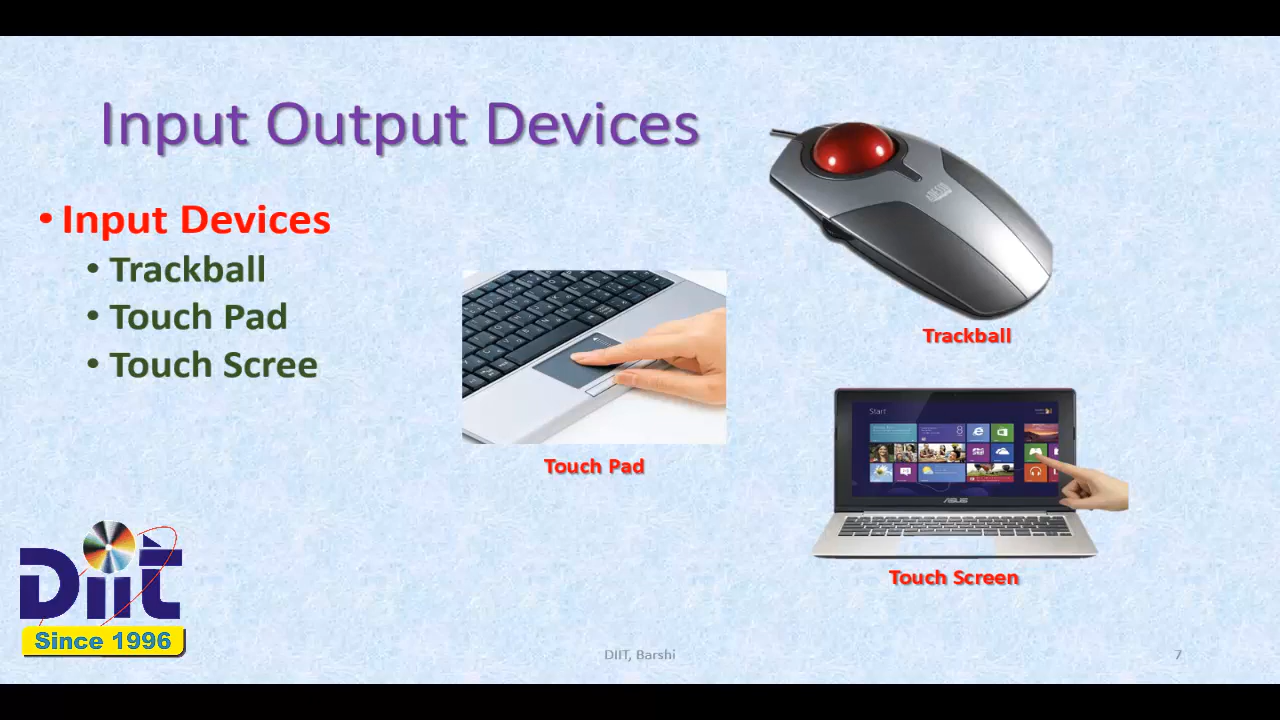 Input Output Devices
• Input Devices
• Trackball
• Touch Pad
• Touch Scree
Trackball
Touch Pad
Start
ASUS
Touch Screen
DiiT
Since 1996
DIIT, Barshi
7